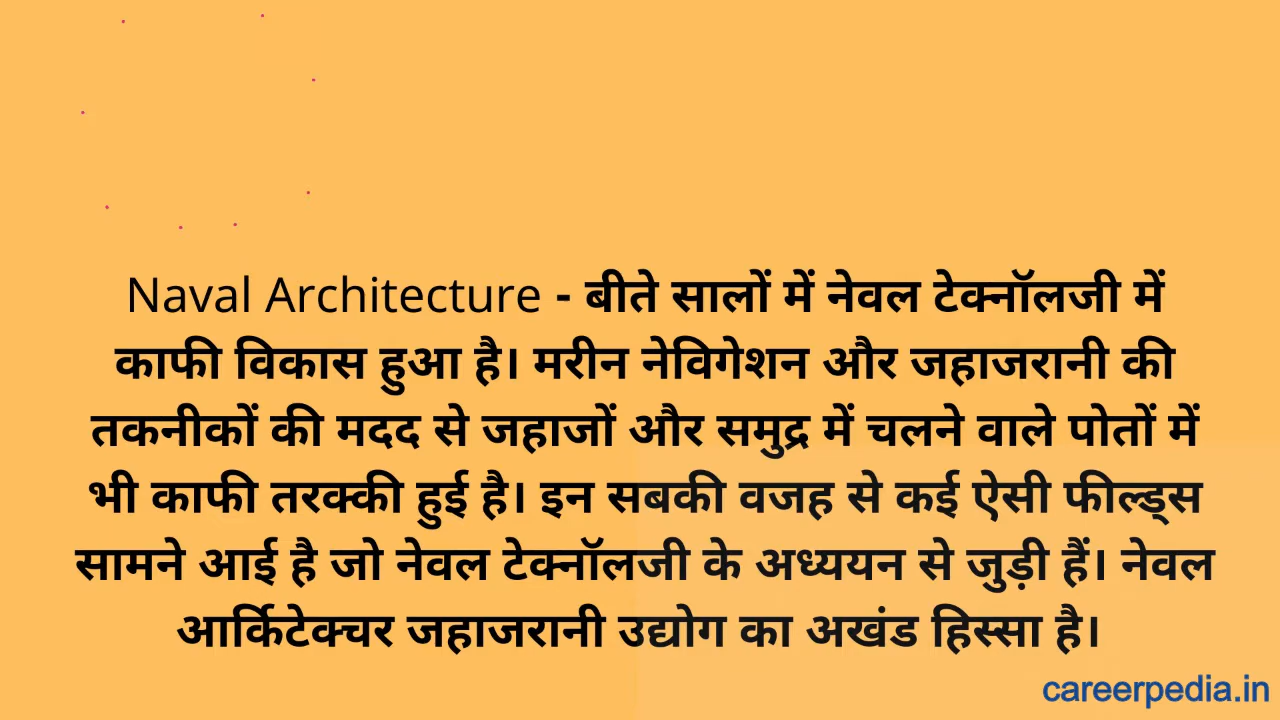 Naval Architecture - बीते सालों में नेवल टेक्नॉलजी में
काफी विकास हुआ है। मरीन नेविगेशन और जहाजरानी की
तकनीकों की मदद से जहाजों और समुद्र में चलने वाले पोतों में
भी काफी तरक्की हुई है। इन सबकी वजह से कई ऐसी फील्ड्स
सामने आई है जो नेवल टेक्नॉलजी के अध्ययन से जुड़ी हैं। नेवल
आर्किटेक्चर जहाजरानी उद्योग का अखंड हिस्सा है।
careerpedia.in